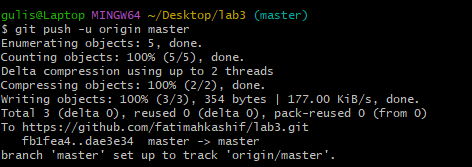 gulis@Laptop MINGW64 ~/Desktop/lab3 (master)
$ git push -u origin master
Enumerating objects: 5, done.
Counting objects: 100% (5/5), done.
Delta compression using up to 2 threads
Compressing objects: 100% (2/2), done.
Writing objects: 100% (3/3), 354 bytes | 177.00 KiB/s, done.
Total 3 (delta 0), reused 0 (delta 0), pack-reused 0 (from 0)
To https://github.com/fatimahkashif/lab3.git
   fb1fea4..dae3e34  master -> master
branch 'master' set up to track 'origin/master'.